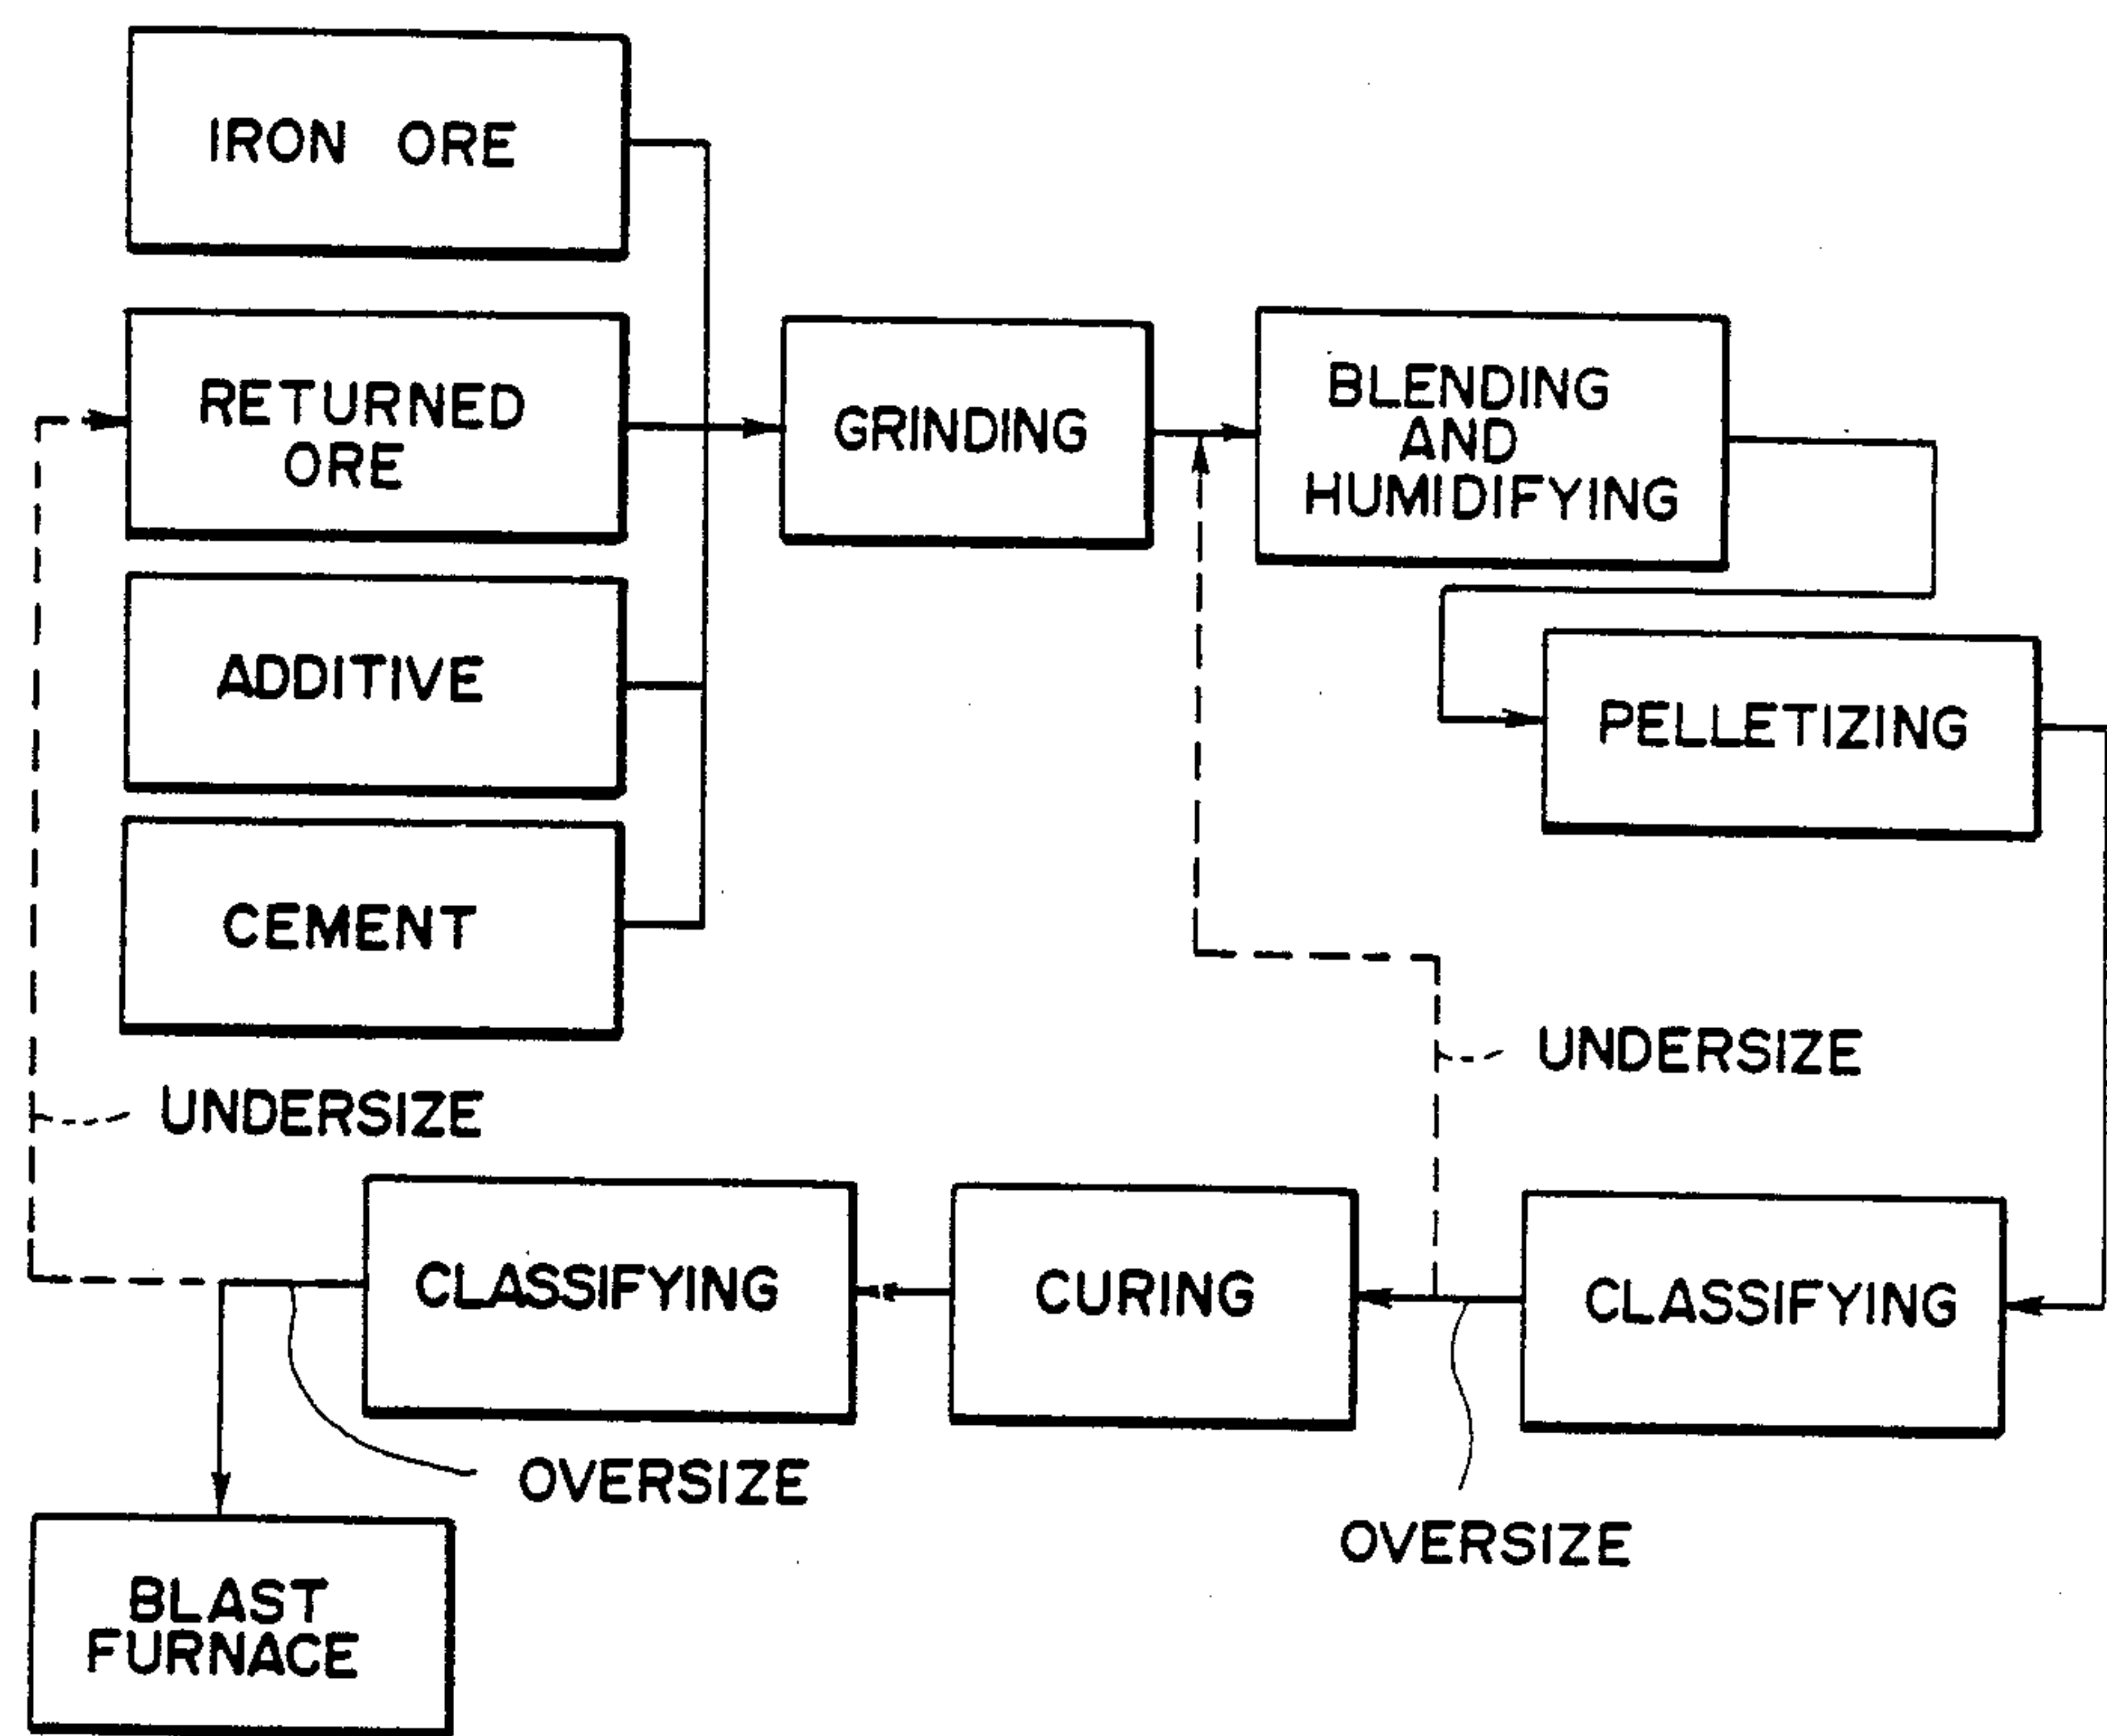 IRON ORE
RETURNED
ORE
ADDITIVE
CEMENT
GRINDING
BLENDING
AND
HUMIDIFYING
PELLETIZING
UNDERSIZE
UNDERSIZE
CLASSIFYING
CURING
CLASSIFYING
OVERSIZE
OVERSIZE
BLAST
FURNACE